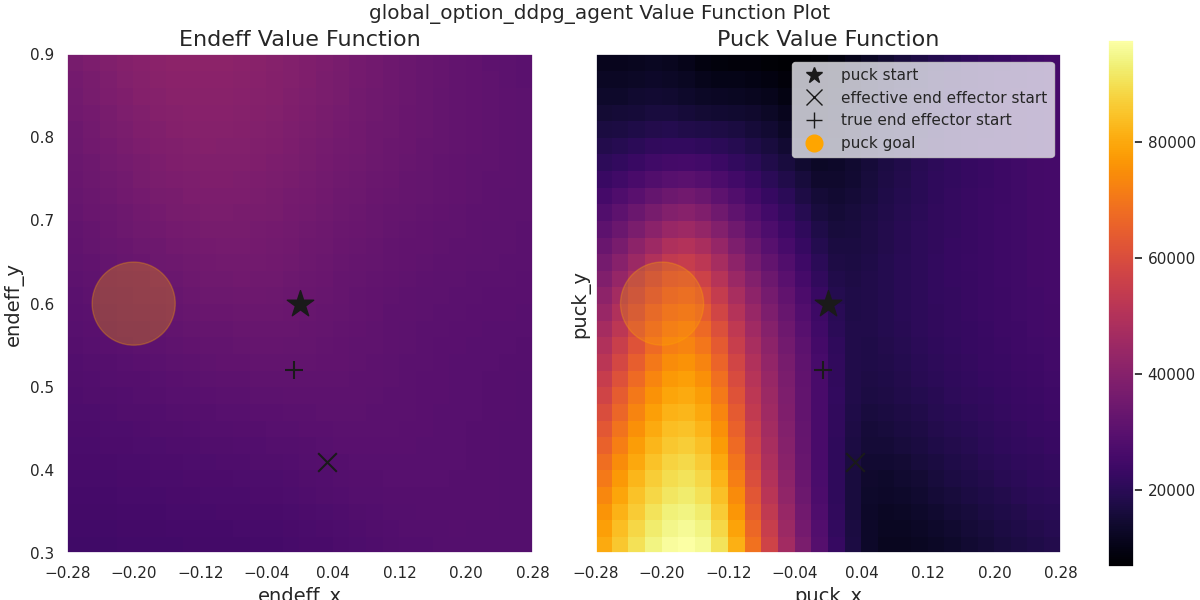 global_option_ddpg_agent Value Function Plot
Endeff Value Function
Puck Value Function
0.9
0.8
0.7
0.6
0.5
0.4
0.3
endeff_y
−0.28 −0.20 −0.12 −0.04 0.04 0.12 0.20 0.28
endeff_x
puck start
effective end effector start
true end effector start
puck goal
puck_y
−0.28 −0.20 −0.12 −0.04 0.04 0.12 0.20 0.28
puck_x
80000
60000
40000
20000